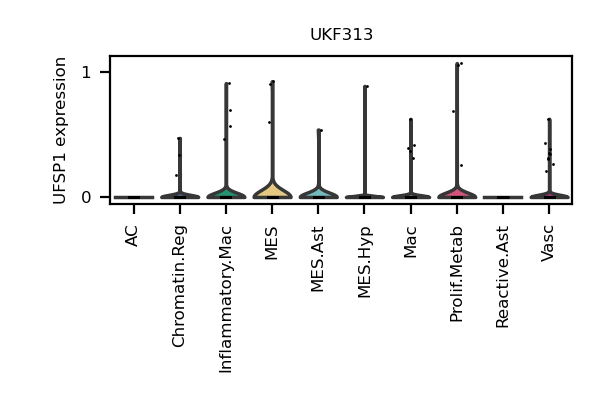 UKF313
UFSP1 expression
1
0
AC
Chromatin.Reg
Inflammatory.Mac
MES
MES.Ast
MES.Hyp
Mac
Prolif.Metab
Reactive.Ast
Vasc